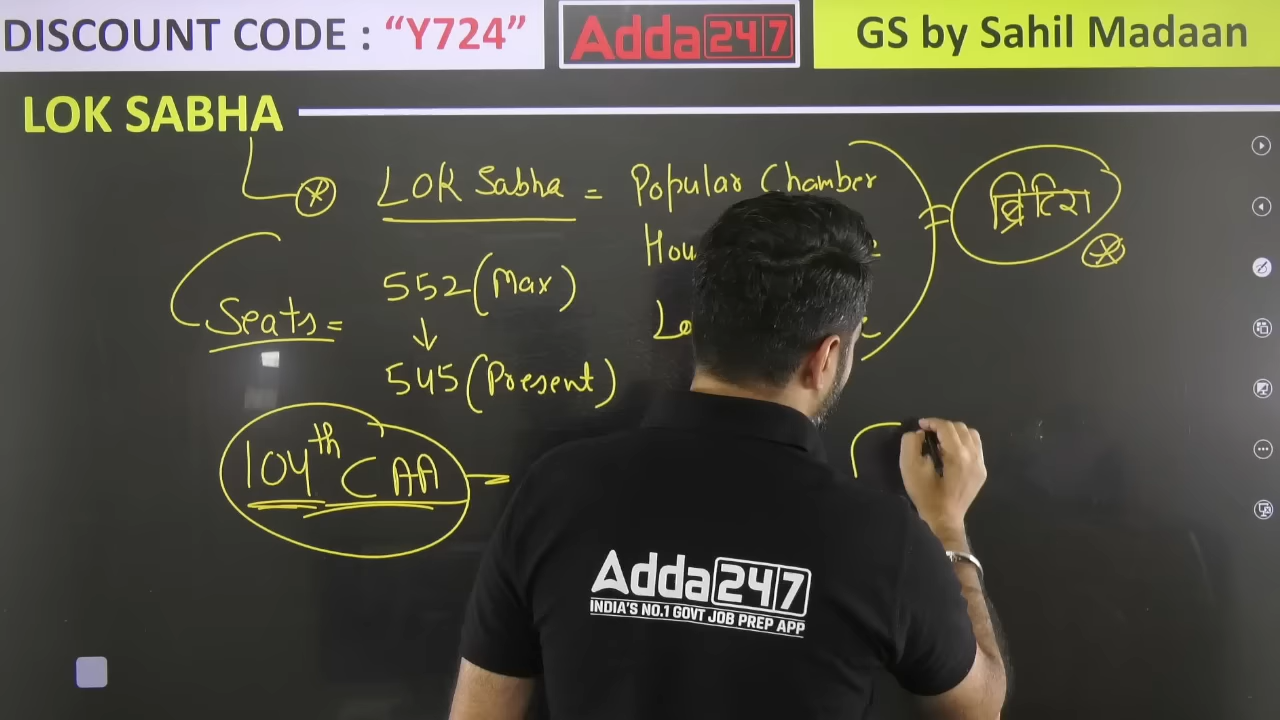 DISCOUNT CODE : “Y724”
Adda247
GS by Sahil Madaan
LOK SABHA
LOK Sabha = Popular Chamber
= ब्रिटिश
552 (Max)
Seats =
545 (Present)
104th CAA
Adda247
INDIA'S NO.1 GOVT JOB PREP APP